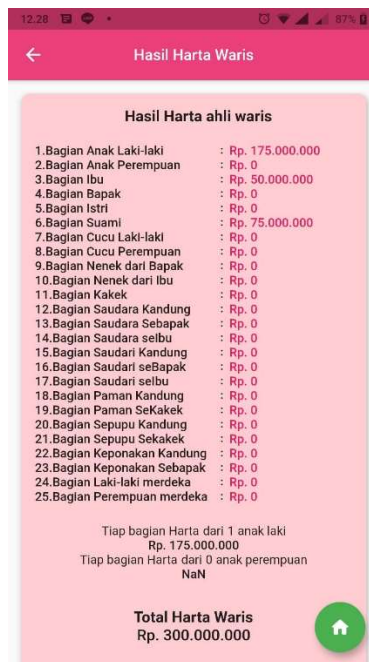 12.28 87%
Hasil Harta Waris
Hasil Harta ahli waris
1.Bagian Anak Laki-laki : Rp. 175.000.000
2.Bagian Anak Perempuan : Rp. 0
3.Bagian Ibu : Rp. 50.000.000
4.Bagian Bapak : Rp. 0
5.Bagian Istri : Rp. 0
6.Bagian Suami : Rp. 75.000.000
7.Bagian Cucu Laki-laki : Rp. 0
8.Bagian Cucu Perempuan : Rp. 0
9.Bagian Nenek dari Bapak : Rp. 0
10.Bagian Nenek dari Ibu : Rp. 0
11.Bagian Kakek : Rp. 0
12.Bagian Saudara Kandung : Rp. 0
13.Bagian Saudara Sebapak : Rp. 0
14.Bagian Saudara seIbu : Rp. 0
15.Bagian Saudari Kandung : Rp. 0
16.Bagian Saudari seBapak : Rp. 0
17.Bagian Saudari seIbu : Rp. 0
18.Bagian Paman Kandung : Rp. 0
19.Bagian Paman SeKakek : Rp. 0
20.Bagian Sepupu Kandung : Rp. 0
21.Bagian Sepupu Sekakek : Rp. 0
22.Bagian Keponakan Kandung : Rp. 0
23.Bagian Keponakan Sebapak : Rp. 0
24.Bagian Laki-laki merdeka : Rp. 0
25.Bagian Perempuan merdeka : Rp. 0
Tiap bagian Harta dari 1 anak laki
Rp. 175.000.000
Tiap bagian Harta dari 0 anak perempuan
NaN
Total Harta Waris
Rp. 300.000.000